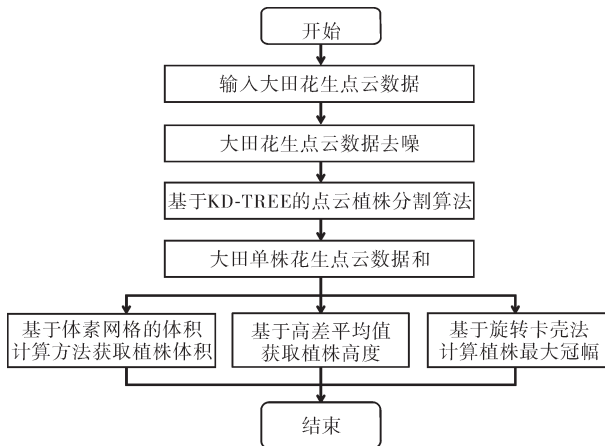 开始
输入大田花生点云数据
大田花生点云数据去噪
基于KD-TREE的点云植株分割算法
大田单株花生点云数据和
基于体素网格的体积
计算方法获取植株体积
基于高差平均值
获取植株高度
基于旋转卡壳法
计算植株最大冠幅
结束